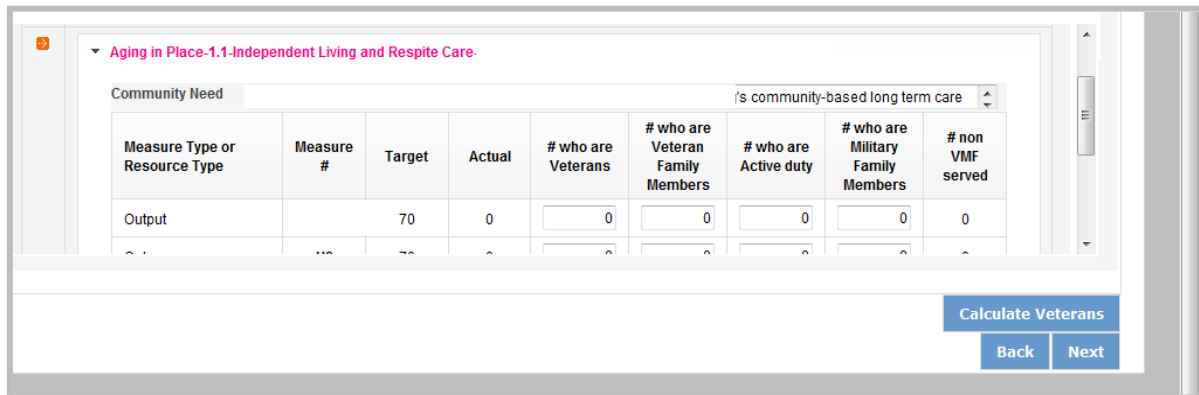 Aging in Place-1.1-Independent Living and Respite Care-
Community Need 's community-based long term care
Measure Type or Resource Type Measure # Target Actual # who are Veterans # who are Veteran Family Members # who are Active duty # who are Military Family Members # non VMF served
Output 70 0 0 0 0 0 0
Calculate Veterans
Back Next